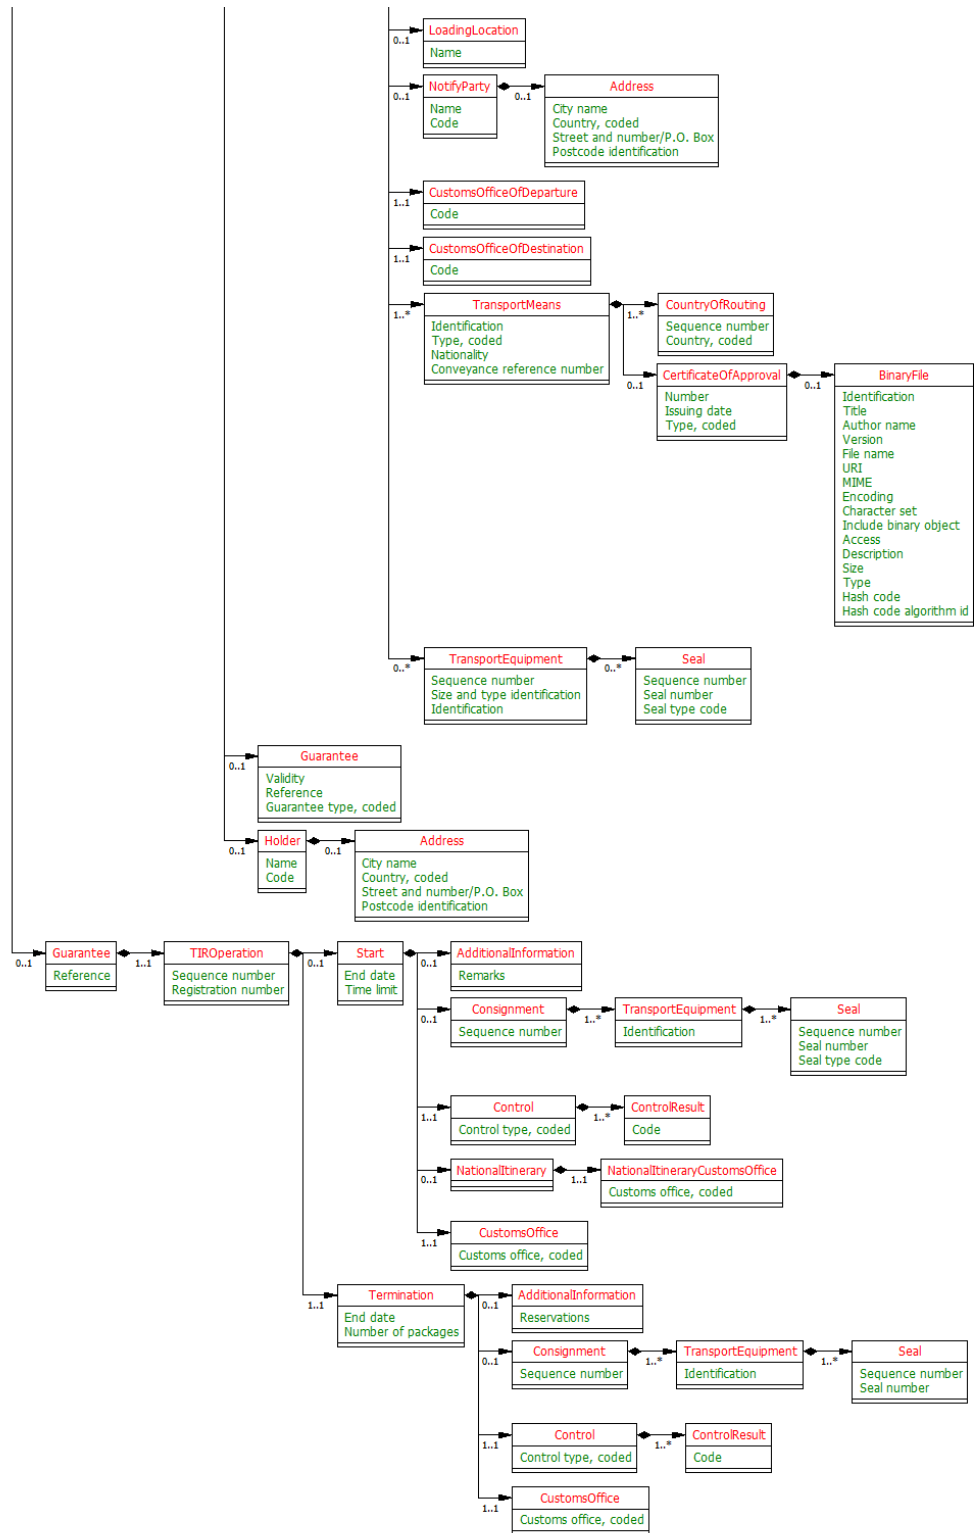 LoadingLocation
0..1
Name
NotifyParty
Address
0..1
0..1
Name
Code
City name
Country, coded
Street and number/P.O. Box
Postcode identification
CustomsOfficeOfDeparture
1..1
Code
CustomsOfficeOfDestination
1..1
Code
TransportMeans
CountryOfRouting
1..*
1..*
Identification
Type, coded
Nationality
Conveyance reference number
Sequence number
Country, coded
CertificateOfApproval
BinaryFile
0..1
0..1
Number
Issuing date
Type, coded
Identification
Title
Author name
Version
File name
URI
MIME
Encoding
Character set
Include binary object
Access
Description
Size
Type
Hash code
Hash code algorithm id
TransportEquipment
Seal
0..*
0..*
Sequence number
Size and type identification
Identification
Sequence number
Seal number
Seal type code
Guarantee
0..1
Validity
Reference
Guarantee type, coded
Holder
Address
0..1
0..1
Name
Code
City name
Country, coded
Street and number/P.O. Box
Postcode identification
Guarantee
TIROperation
Start
AdditionalInformation
0..1
1..1
0..1
0..1
Reference
Sequence number
Registration number
End date
Time limit
Remarks
Consignment
TransportEquipment
Seal
0..1
1..*
1..*
Sequence number
Identification
Sequence number
Seal number
Seal type code
Control
ControlResult
1..1
1..*
Control type, coded
Code
NationalItinerary
NationalItineraryCustomsOffice
0..1
1..1
Customs office, coded
CustomsOffice
1..1
Customs office, coded
Termination
AdditionalInformation
1..1
0..1
End date
Number of packages
Reservations
Consignment
TransportEquipment
Seal
0..1
1..*
1..*
Sequence number
Identification
Sequence number
Seal number
Control
ControlResult
1..1
1..*
Control type, coded
Code
CustomsOffice
1..1
Customs office, coded